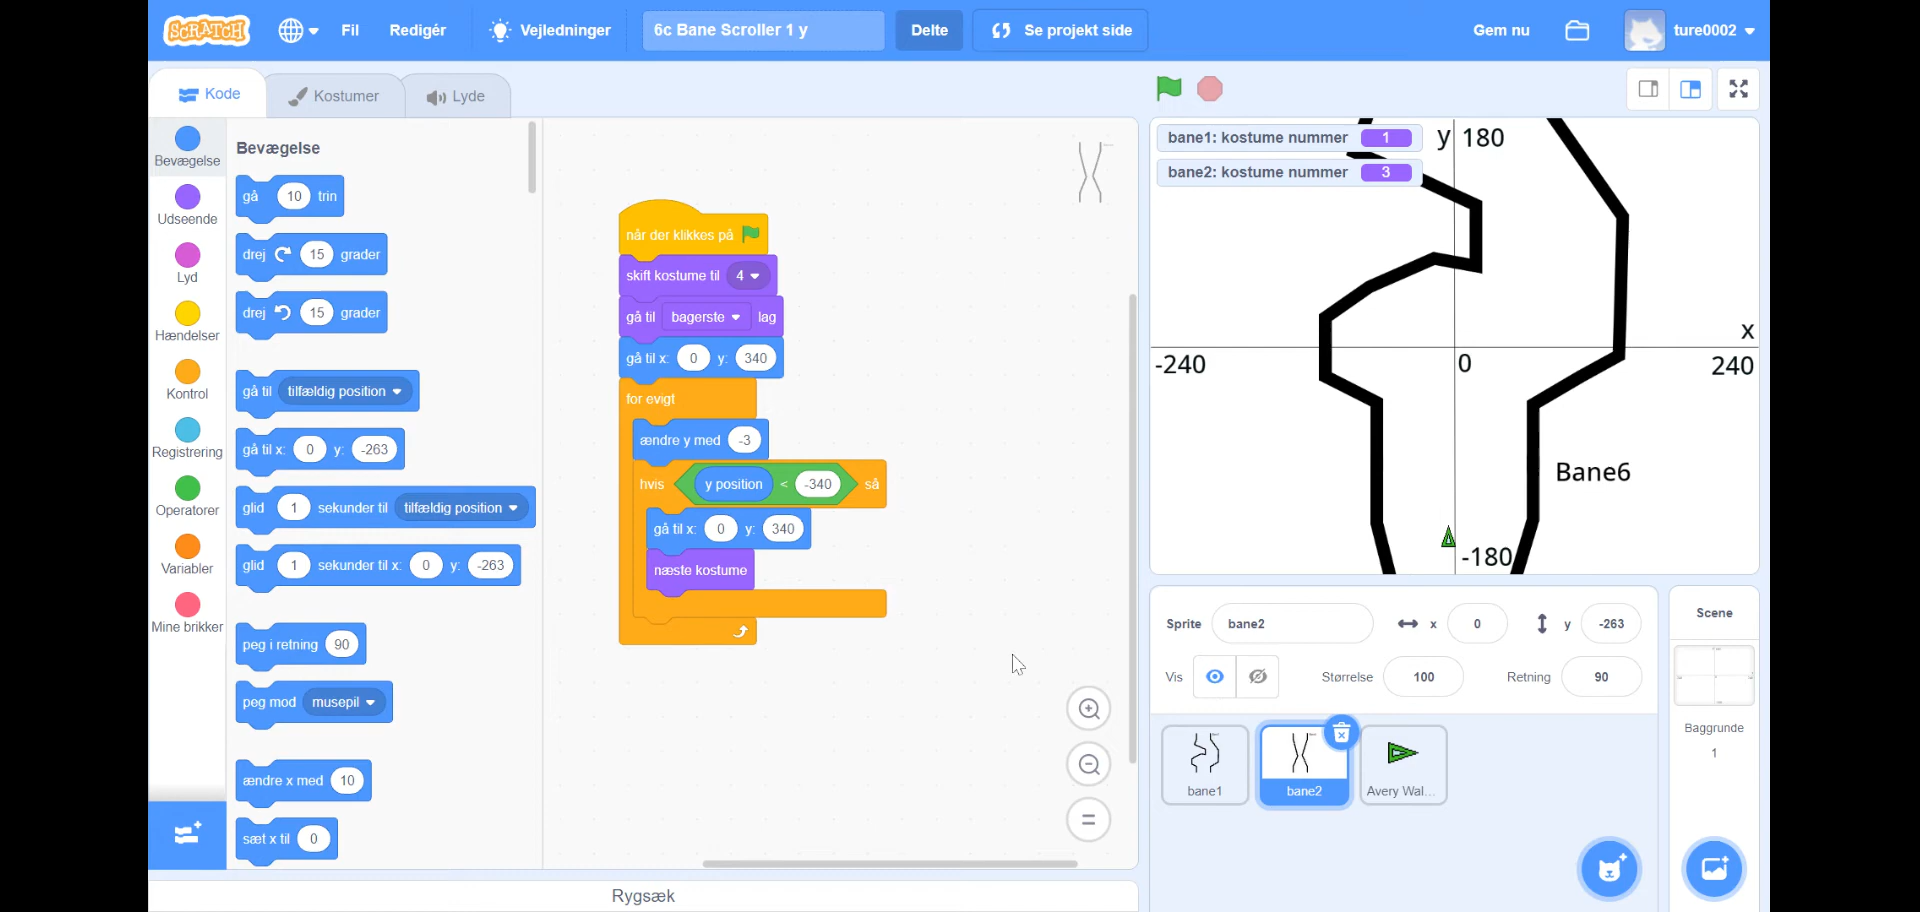 SCRATCH
Fil
Redigér
Vejledninger
6c Bane Scroller 1 y
Delte
Se projekt side
Gem nu
ture0002
Kode
Kostumer
Lyde
Bevægelse
Udseende
Lyd
Hændelser
Kontrol
Registrering
Operatorer
Variabler
Mine brikker
Bevægelse
gå 10 trin
drej 15 grader
drej 15 grader
gå til tilfældig position
gå til x: 0 y: -263
glid 1 sekunder til tilfældig position
glid 1 sekunder til x: 0 y: -263
peg i retning 90
peg mod musepil
ændre x med 10
sæt x til 0
når der klikkes på
skift kostume til 4
gå til bagerste lag
gå til x: 0 y: 340
for evigt
ændre y med -3
hvis y position < -340 så
gå til x: 0 y: 340
næste kostume
Rygsæk
bane1: kostume nummer 1
bane2: kostume nummer 3
y 180
x
-240
0
240
Bane6
-180
Sprite bane2 x 0 y -263
Vis Størrelse 100 Retning 90
bane1
bane2
Avery Wal...
Scene
Baggrunde
1